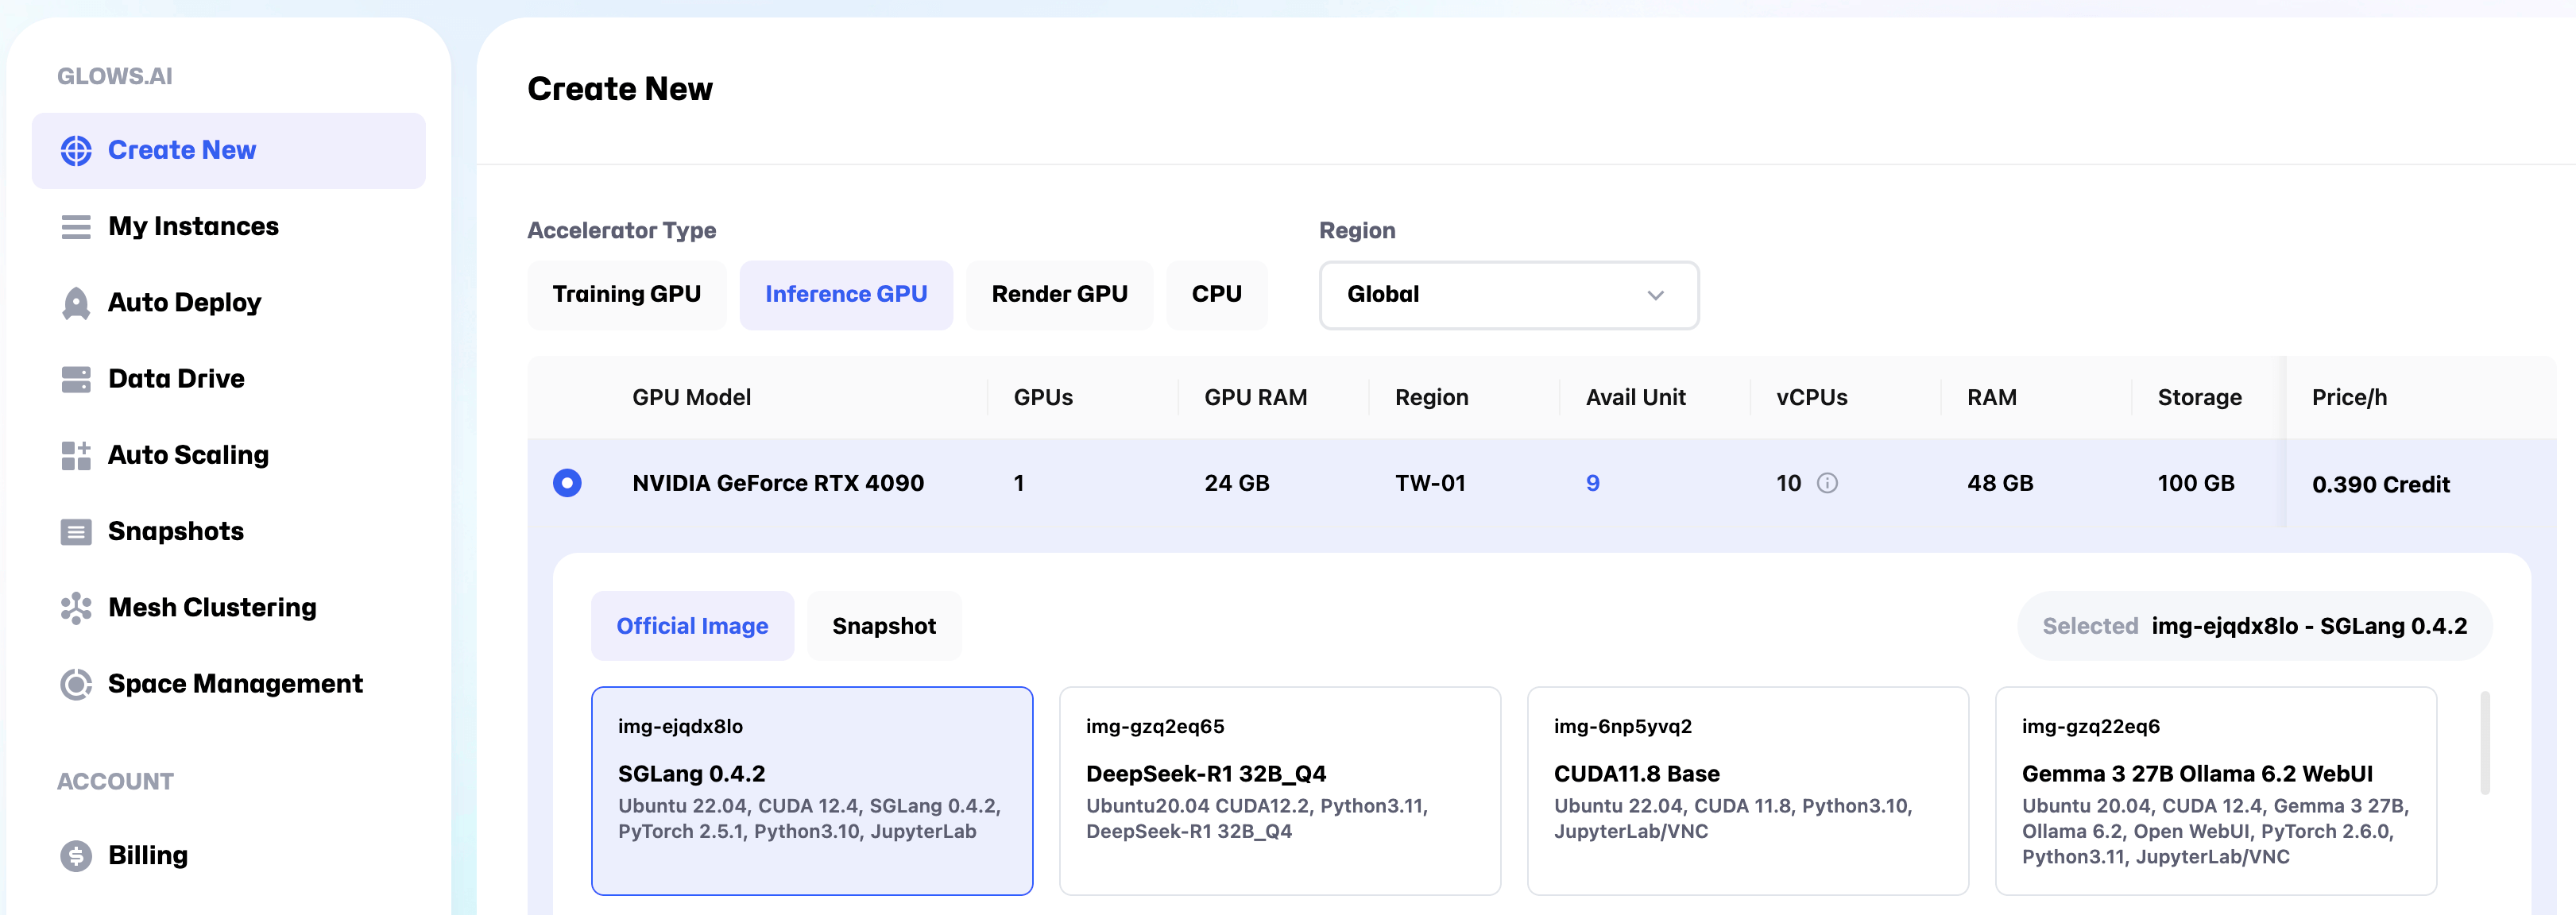 GLOWS.AI
Create New
My Instances
Auto Deploy
Data Drive
Auto Scaling
Snapshots
Mesh Clustering
Space Management
ACCOUNT
Billing
Create New
Accelerator Type
Region
Training GPU
Inference GPU
Render GPU
CPU
Global
GPU Model GPUs GPU RAM Region Avail Unit vCPUs RAM Storage Price/h
NVIDIA GeForce RTX 4090 1 24 GB TW-01 9 10 48 GB 100 GB 0.390 Credit
Official Image
Snapshot
Selected img-ejqdx8lo - SGLang 0.4.2
img-ejqdx8lo
SGLang 0.4.2
Ubuntu 22.04, CUDA 12.4, SGLang 0.4.2,
PyTorch 2.5.1, Python3.10, JupyterLab
img-gzq2eq65
DeepSeek-R1 32B_Q4
Ubuntu20.04 CUDA12.2, Python3.11,
DeepSeek-R1 32B_Q4
img-6np5yvq2
CUDA11.8 Base
Ubuntu 22.04, CUDA 11.8, Python3.10,
JupyterLab/VNC
img-gzq22eq6
Gemma 3 27B Ollama 6.2 WebUI
Ubuntu 20.04, CUDA 12.4, Gemma 3 27B,
Ollama 6.2, Open WebUI, PyTorch 2.6.0,
Python3.11, JupyterLab/VNC